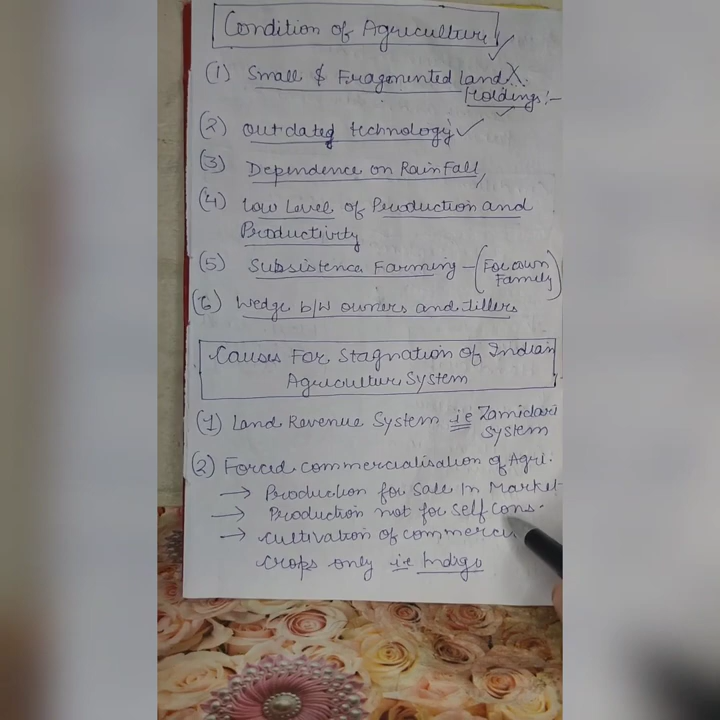 Condition of Agriculture
(1) Small & Fragmented land
Holdings:-
(2) Outdated technology
(3) Dependence on RainFall
(4) Low Level of Production and
Productivity
(5) Subsistence Farming - (For own
Family)
(6) Wedge b/w owners and tillers
Causes For Stagnation of Indian
Agriculture System
(1) Land Revenue System i.e Zamidari
System
(2) Forced commercialisation of Agri.
→ Production for Sale In Market
→ Production not for Self Cons.
→ Cultivation of
crops only i.e Indigo